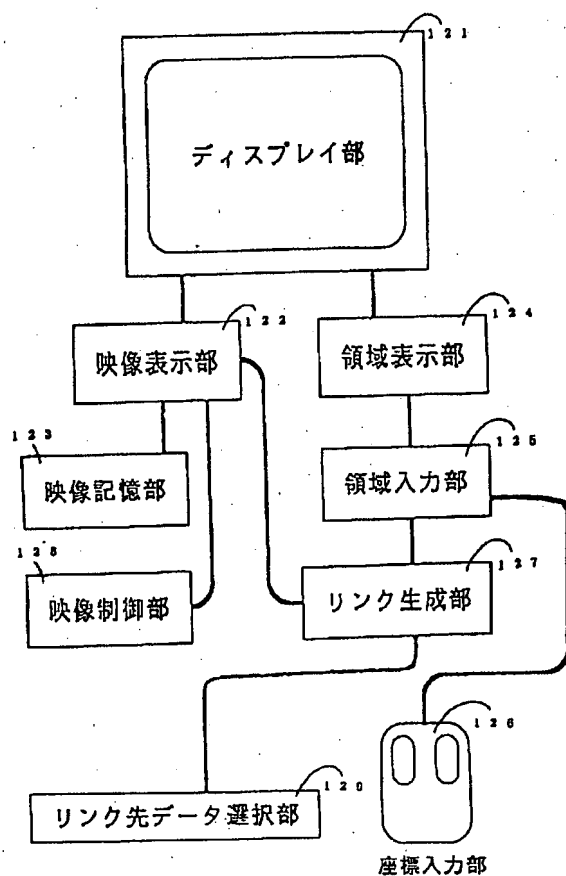 121
ディスプレイ部
122
映像表示部
124
領域表示部
123
映像記憶部
125
領域入力部
映像制御部
127
リンク生成部
126
リンク先データ選択部
座標入力部